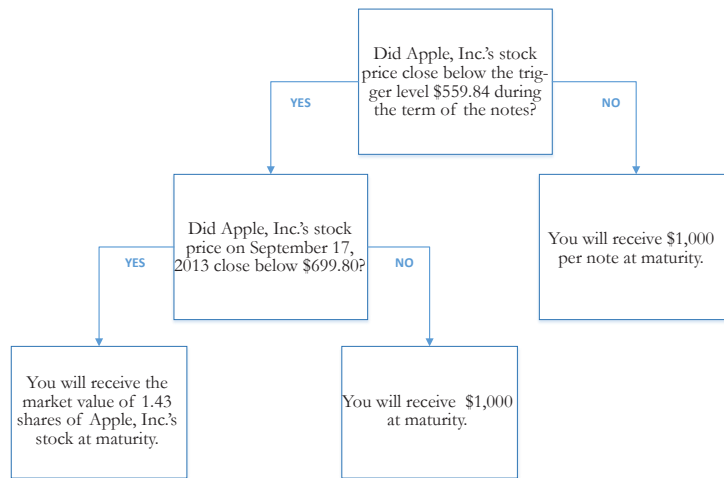 Did Apple, Inc.'s stock
price close below the trig-
ger level $559.84 during
the term of the notes?
YES
NO
Did Apple, Inc.'s stock
price on September 17,
2013 close below $699.80?
You will receive $1,000
per note at maturity.
YES
NO
You will receive the
market value of 1.43
shares of Apple, Inc.'s
stock at maturity.
You will receive $1,000
at maturity.